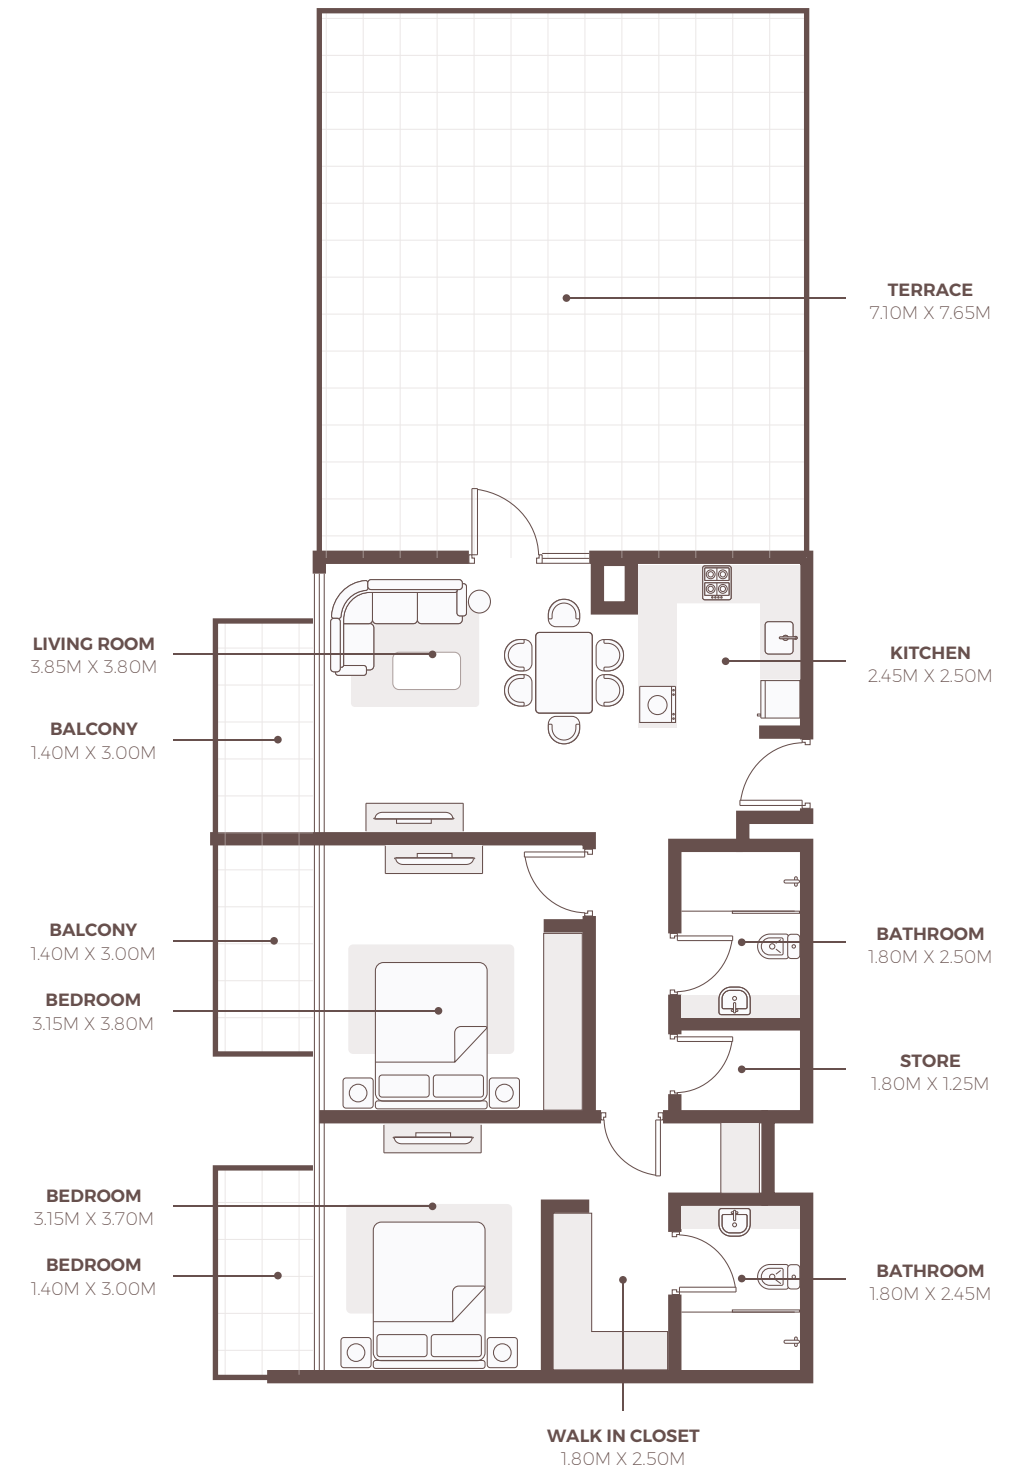 TERRACE
7.10M X 7.65M
LIVING ROOM
3.85M X 3.80M
KITCHEN
2.45M X 2.50M
BALCONY
1.40M X 3.00M
BALCONY
1.40M X 3.00M
BATHROOM
1.80M X 2.50M
BEDROOM
3.15M X 3.80M
STORE
1.80M X 1.25M
BEDROOM
3.15M X 3.70M
BEDROOM
1.40M X 3.00M
BATHROOM
1.80M X 2.45M
WALK IN CLOSET
1.80M X 2.50M